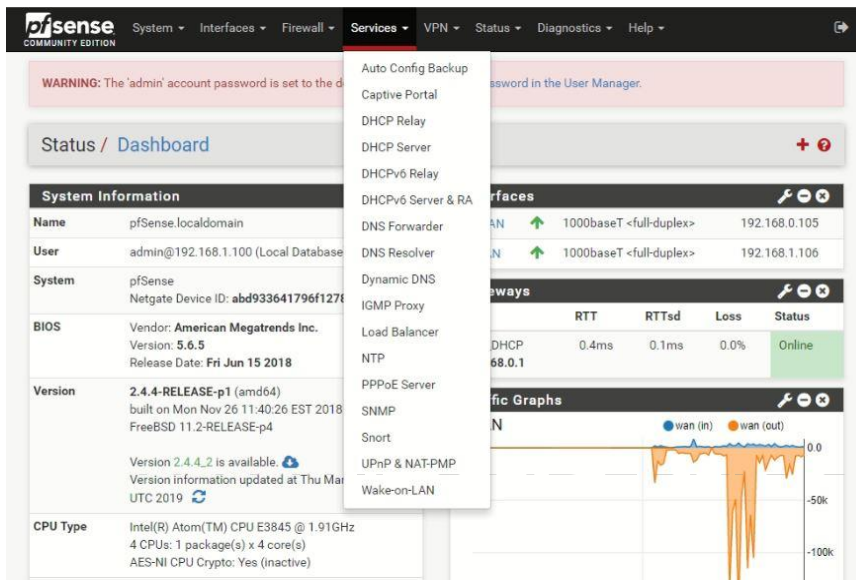 pfsense
COMMUNITY EDITION
System Interfaces Firewall Services VPN Status Diagnostics Help
Auto Config Backup
Captive Portal
DHCP Relay
DHCP Server
DHCPv6 Relay
DHCPv6 Server & RA
DNS Forwarder
DNS Resolver
Dynamic DNS
IGMP Proxy
Load Balancer
NTP
PPPoE Server
SNMP
Snort
UPnP & NAT-PMP
Wake-on-LAN
WARNING: The 'admin' account password is set to the d ssword in the User Manager.
Status / Dashboard
System Information
Name pfSense.localdomain
User admin@192.168.1.100 (Local Database
System pfSense
Netgate Device ID: abd933641796f1278
BIOS Vendor: American Megatrends Inc.
Version: 5.6.5
Release Date: Fri Jun 15 2018
Version 2.4.4-RELEASE-p1 (amd64)
built on Mon Nov 26 11:40:26 EST 2018
FreeBSD 11.2-RELEASE-p4
Version 2.4.4_2 is available.
Version information updated at Thu Mar
UTC 2019
CPU Type Intel(R) Atom(TM) CPU E3845 @ 1.91GHz
4 CPUs: 1 package(s) x 4 core(s)
AES-NI CPU Crypto: Yes (inactive)
rfaces
AN 1000baseT <full-duplex> 192.168.0.105
N 1000baseT <full-duplex> 192.168.1.106
eways
RTT RTTsd Loss Status
_DHCP 0.4ms 0.1ms 0.0% Online
68.0.1
fic Graphs
N wan (in) wan (out)
0.0
-50k
-100k